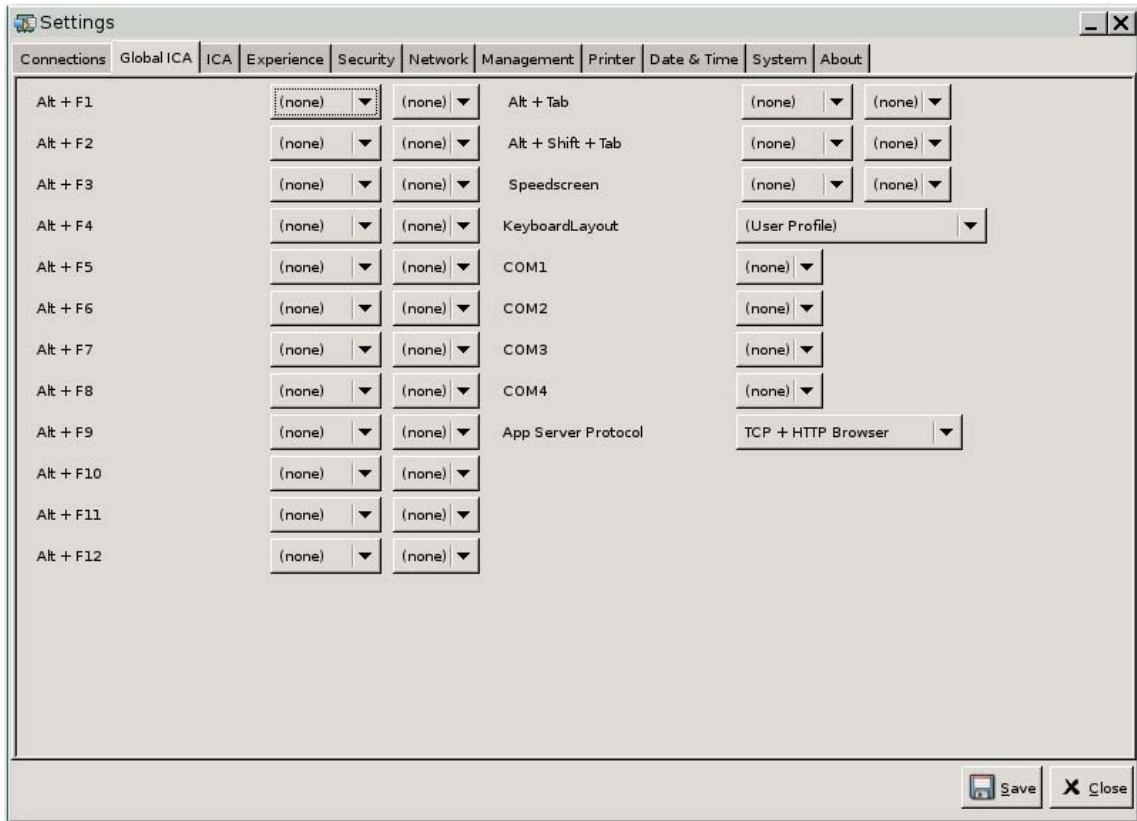 Settings
Connections Global ICA ICA Experience Security Network Management Printer Date & Time System About
Alt + F1 (none) (none) Alt + Tab (none) (none)
Alt + F2 (none) (none) Alt + Shift + Tab (none) (none)
Alt + F3 (none) (none) Speedscreen (none) (none)
Alt + F4 (none) (none) KeyboardLayout (User Profile)
Alt + F5 (none) (none) COM1 (none)
Alt + F6 (none) (none) COM2 (none)
Alt + F7 (none) (none) COM3 (none)
Alt + F8 (none) (none) COM4 (none)
Alt + F9 (none) (none) App Server Protocol TCP + HTTP Browser
Alt + F10 (none) (none)
Alt + F11 (none) (none)
Alt + F12 (none) (none)
Save Close